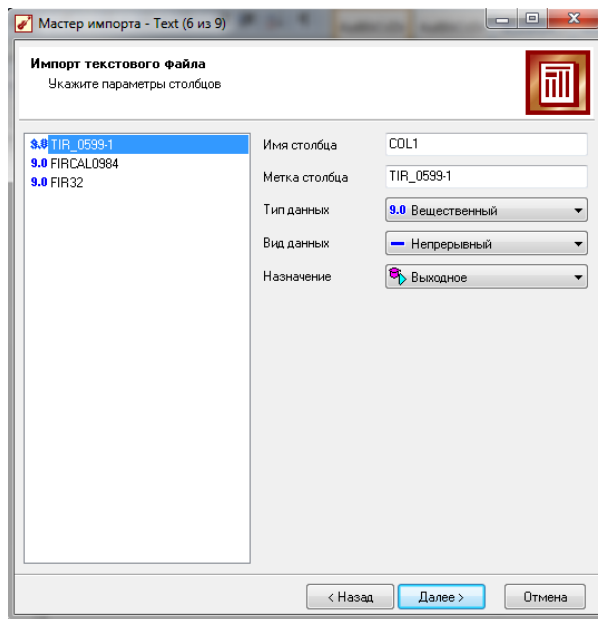 Мастер импорта - Text (6 из 9)
Импорт текстового файла
Укажите параметры столбцов
9.0 TIR_0599-1
9.0 FIRCAL0984
9.0 FIR32
Имя столбца COL1
Метка столбца TIR_0599-1
Тип данных 9.0 Вещественный
Вид данных Непрерывный
Назначение Выходное
< Назад Далее > Отмена